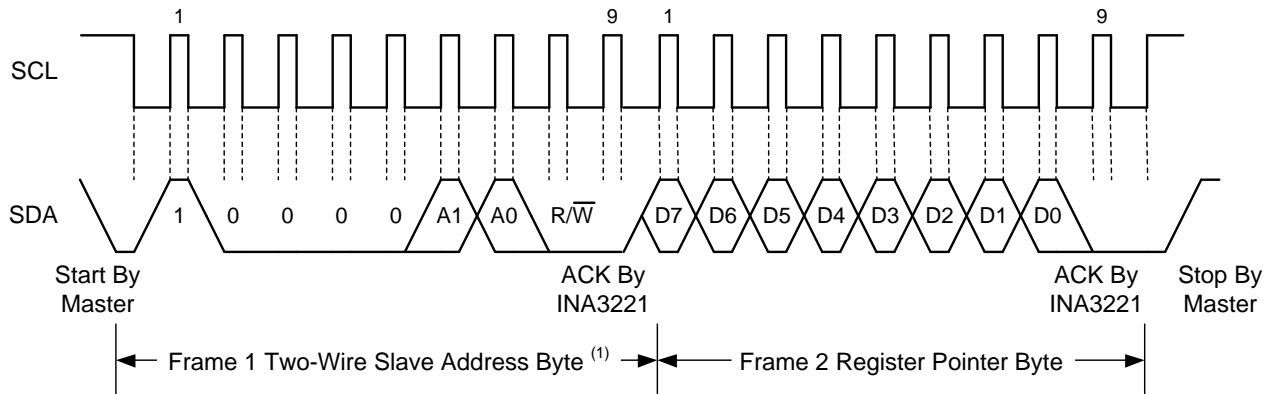 1 9 1 9
SCL
SDA 1 0 0 0 0 A1 A0 R/W̅ D7 D6 D5 D4 D3 D2 D1 D0
Start By
Master
ACK By
INA3221
ACK By
INA3221
Stop By
Master
Frame 1 Two-Wire Slave Address Byte (1)
Frame 2 Register Pointer Byte